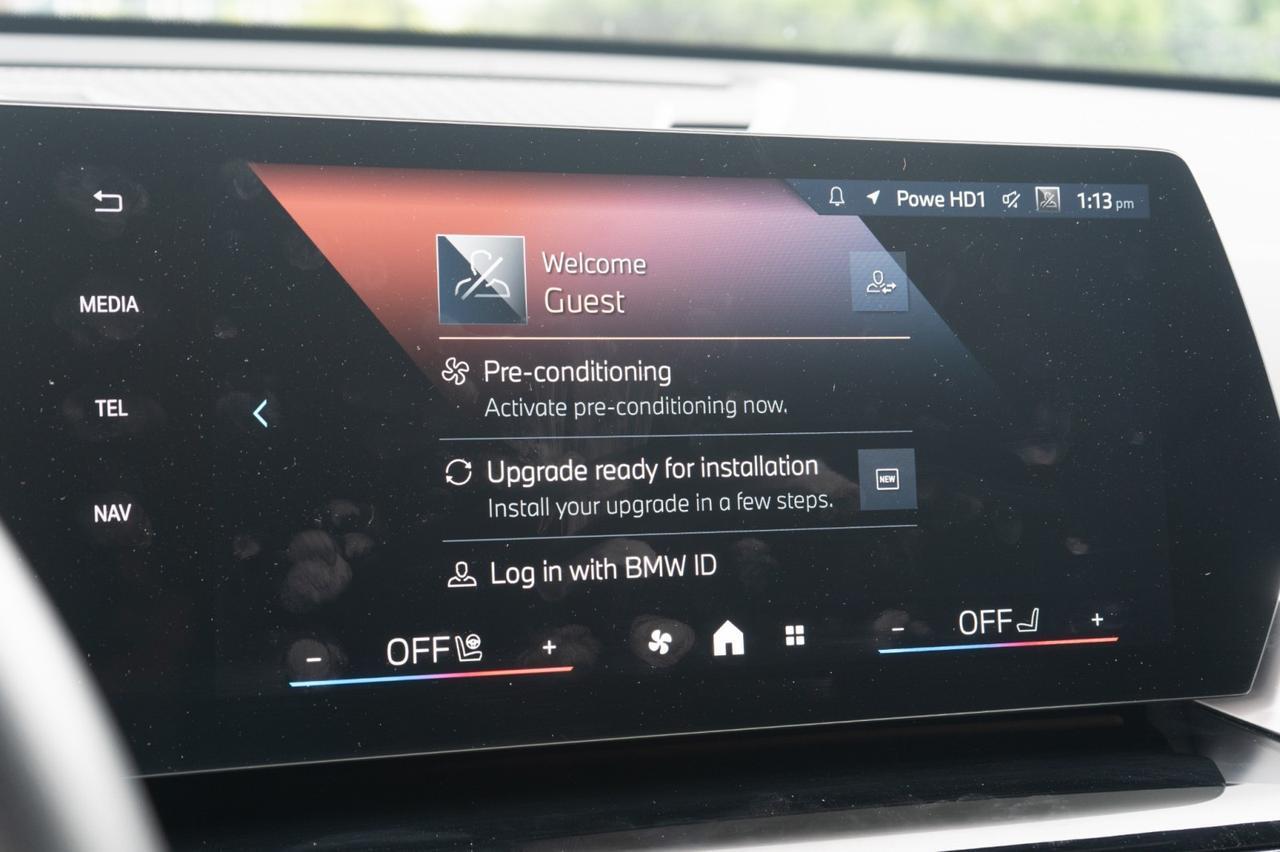 Powe HD1 1:13 pm
MEDIA
TEL
NAV
Welcome
Guest
Pre-conditioning
Activate pre-conditioning now.
Upgrade ready for installation
Install your upgrade in a few steps.
NEW
Log in with BMW ID
- OFF +
- OFF +